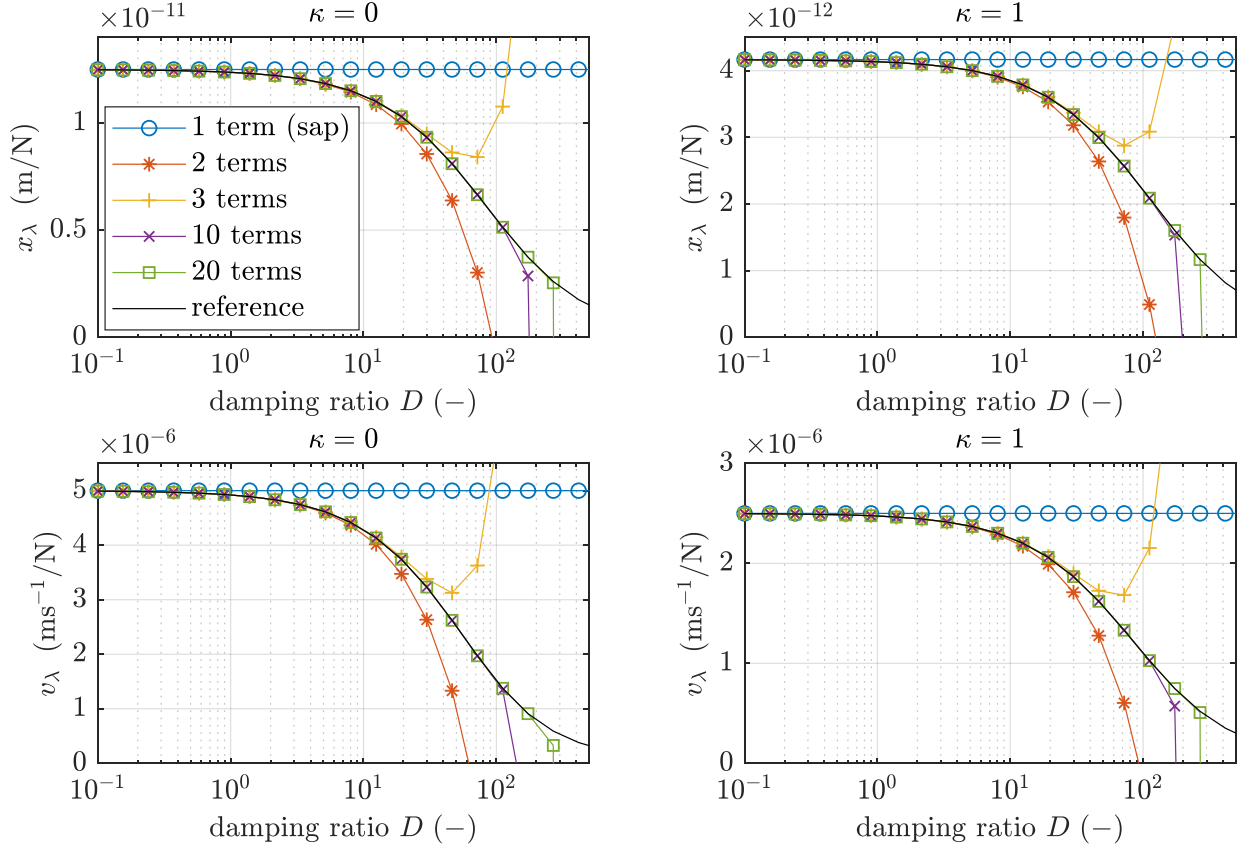 ×10⁻¹¹ κ = 0
1
0.5
0
x_λ (m/N)
1 term (sap)
2 terms
3 terms
10 terms
20 terms
reference
10⁻¹ 10⁰ 10¹ 10²
damping ratio D (−)
×10⁻¹² κ = 1
4
3
2
1
0
x_λ (m/N)
10⁻¹ 10⁰ 10¹ 10²
damping ratio D (−)
×10⁻⁶ κ = 0
5
4
3
2
1
0
v_λ (ms⁻¹/N)
10⁻¹ 10⁰ 10¹ 10²
damping ratio D (−)
×10⁻⁶ κ = 1
3
2
1
0
v_λ (ms⁻¹/N)
10⁻¹ 10⁰ 10¹ 10²
damping ratio D (−)